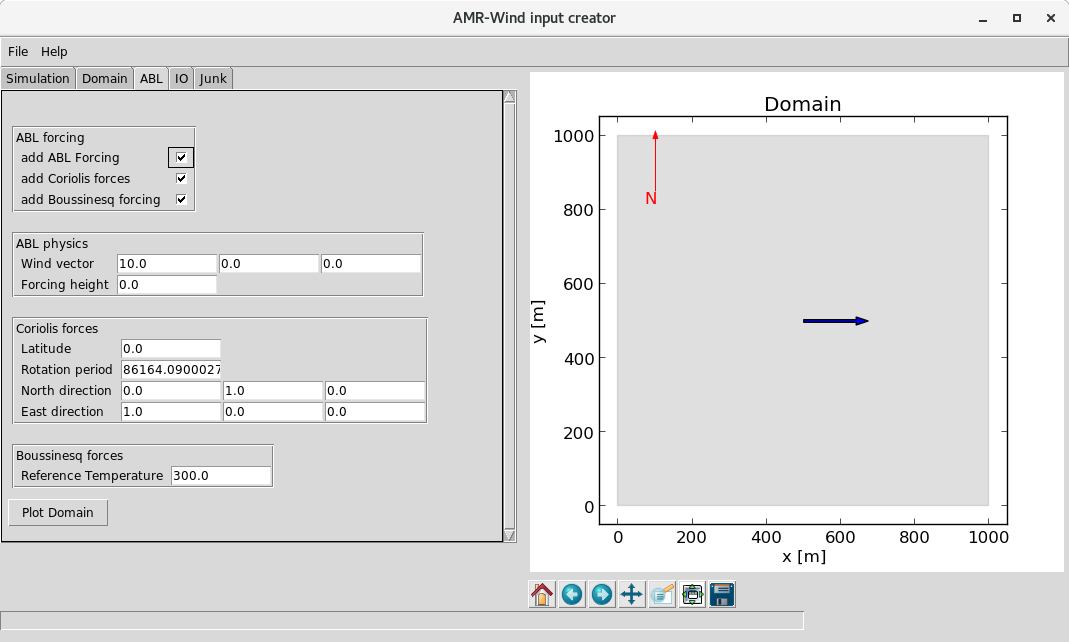 AMR-Wind input creator
File Help
Simulation Domain ABL IO Junk
ABL forcing
add ABL Forcing
add Coriolis forces
add Boussinesq forcing
ABL physics
Wind vector 10.0 0.0 0.0
Forcing height 0.0
Coriolis forces
Latitude 0.0
Rotation period 86164.0900027
North direction 0.0 1.0 0.0
East direction 1.0 0.0 0.0
Boussinesq forces
Reference Temperature 300.0
Plot Domain
Domain
1000
800
600
400
200
0
y [m]
N
0 200 400 600 800 1000
x [m]